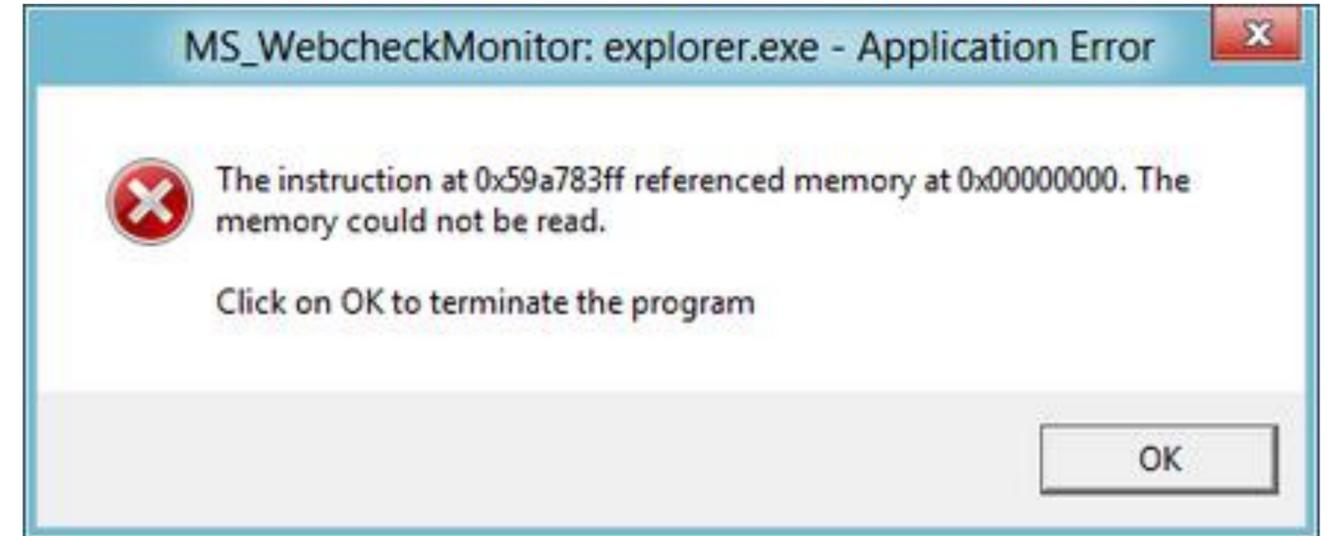 MS_WebcheckMonitor: explorer.exe - Application Error
The instruction at 0x59a783ff referenced memory at 0x00000000. The
memory could not be read.
Click on OK to terminate the program
OK